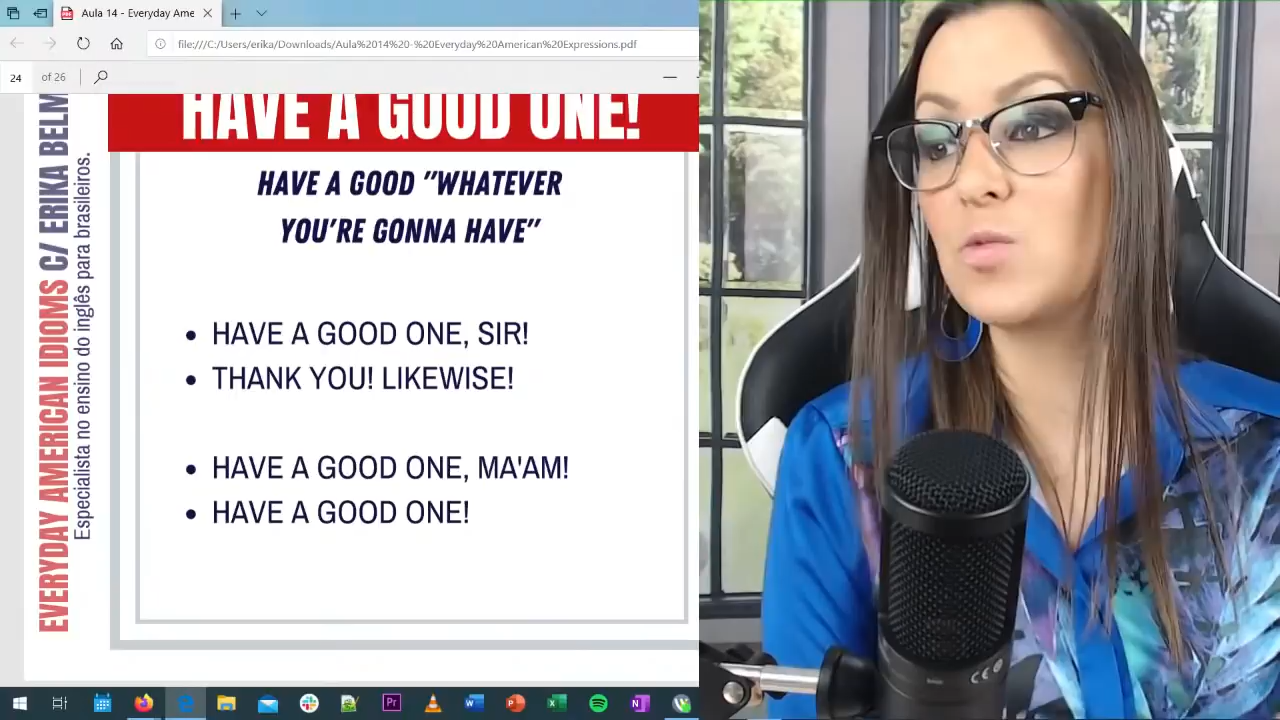 Aula 14 - Everyday Ame
file:///C:/Users/erika/Downloads/Aula%2014%20-%20Everyday%20American%20Expressions.pdf
24 of 26
HAVE A GOOD ONE!
HAVE A GOOD "WHATEVER
YOU'RE GONNA HAVE"
HAVE A GOOD ONE, SIR!
THANK YOU! LIKEWISE!
HAVE A GOOD ONE, MA'AM!
HAVE A GOOD ONE!
EVERYDAY AMERICAN IDIOMS C/ ERIKA BELM
Especialista no ensino do inglês para brasileiros.